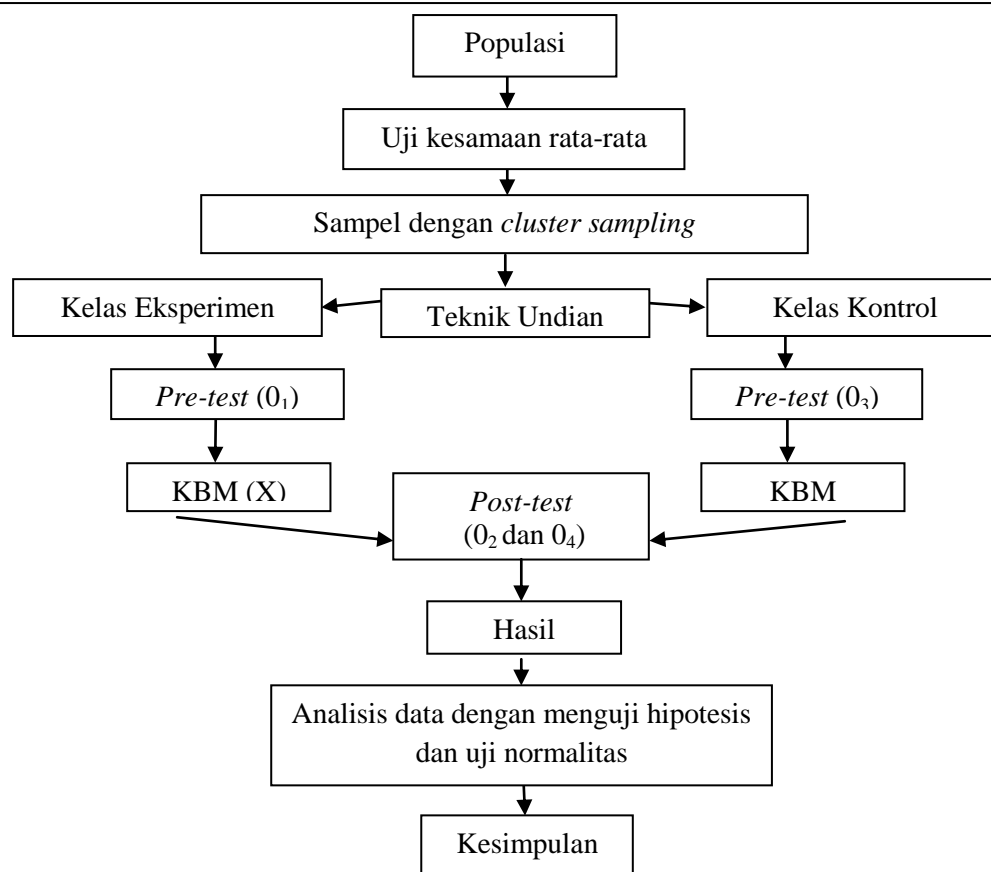 Populasi
Uji kesamaan rata-rata
Sampel dengan cluster sampling
Kelas Eksperimen
Teknik Undian
Kelas Kontrol
Pre-test (0₁)
Pre-test (0₃)
KBM (X)
Post-test
(0₂ dan 0₄)
KBM
Hasil
Analisis data dengan menguji hipotesis
dan uji normalitas
Kesimpulan